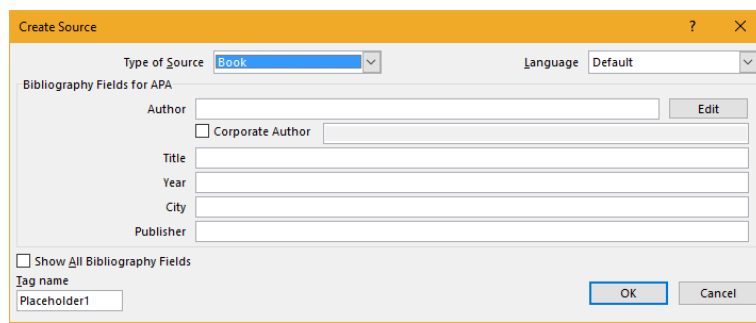 Create Source ?
Type of Source Book Language Default
Bibliography Fields for APA
Author Edit
Corporate Author
Title
Year
City
Publisher
Show All Bibliography Fields
Tag name
Placeholder1 OK Cancel